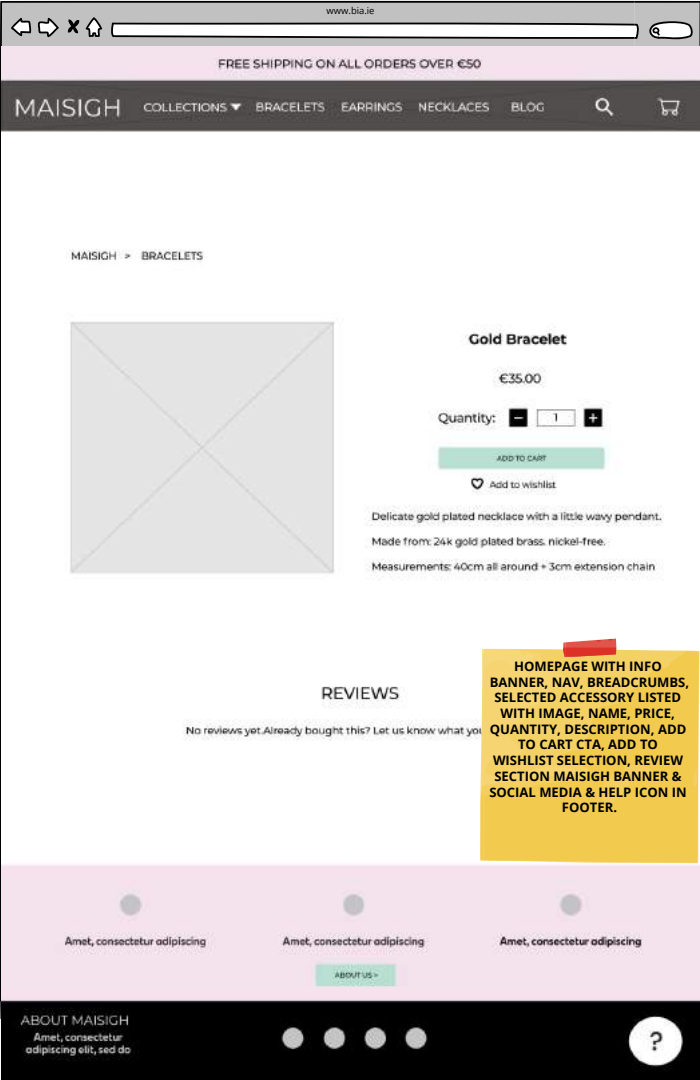 www.bia.ie
FREE SHIPPING ON ALL ORDERS OVER €50
MAISIGH COLLECTIONS BRACELETS EARRINGS NECKLACES BLOG
MAISIGH > BRACELETS
Gold Bracelet
€35.00
Quantity: − 1 +
ADD TO CART
Add to wishlist
Delicate gold plated necklace with a little wavy pendant.
Made from: 24k gold plated brass. nickel-free.
Measurements: 40cm all around + 3cm extension chain
REVIEWS
No reviews yet.Already bought this? Let us know what you
HOMEPAGE WITH INFO
BANNER, NAV, BREADCRUMBS,
SELECTED ACCESSORY LISTED
WITH IMAGE, NAME, PRICE,
QUANTITY, DESCRIPTION, ADD
TO CART CTA, ADD TO
WISHLIST SELECTION, REVIEW
SECTION MAISIGH BANNER &
SOCIAL MEDIA & HELP ICON IN
FOOTER.
Amet, consectetur adipiscing
Amet, consectetur adipiscing
Amet, consectetur adipiscing
ABOUT US >
ABOUT MAISIGH
Amet, consectetur
adipiscing elit, sed do
?